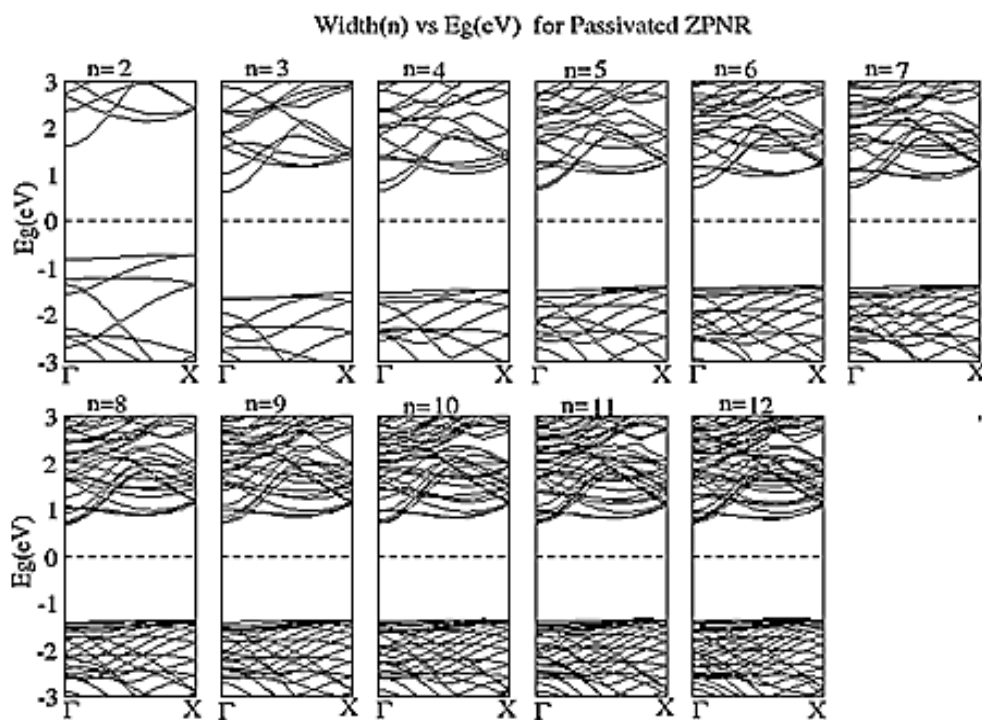 Width(n) vs Eg(eV) for Passivated ZPNR
n=2 n=3 n=4 n=5 n=6 n=7
3
2
1
0
-1
-2
-3
Eg(eV)
Γ X Γ X Γ X Γ X Γ X Γ X
n=8 n=9 n=10 n=11 n=12
3
2
1
0
-1
-2
-3
Eg(eV)
Γ X Γ X Γ X Γ X Γ X